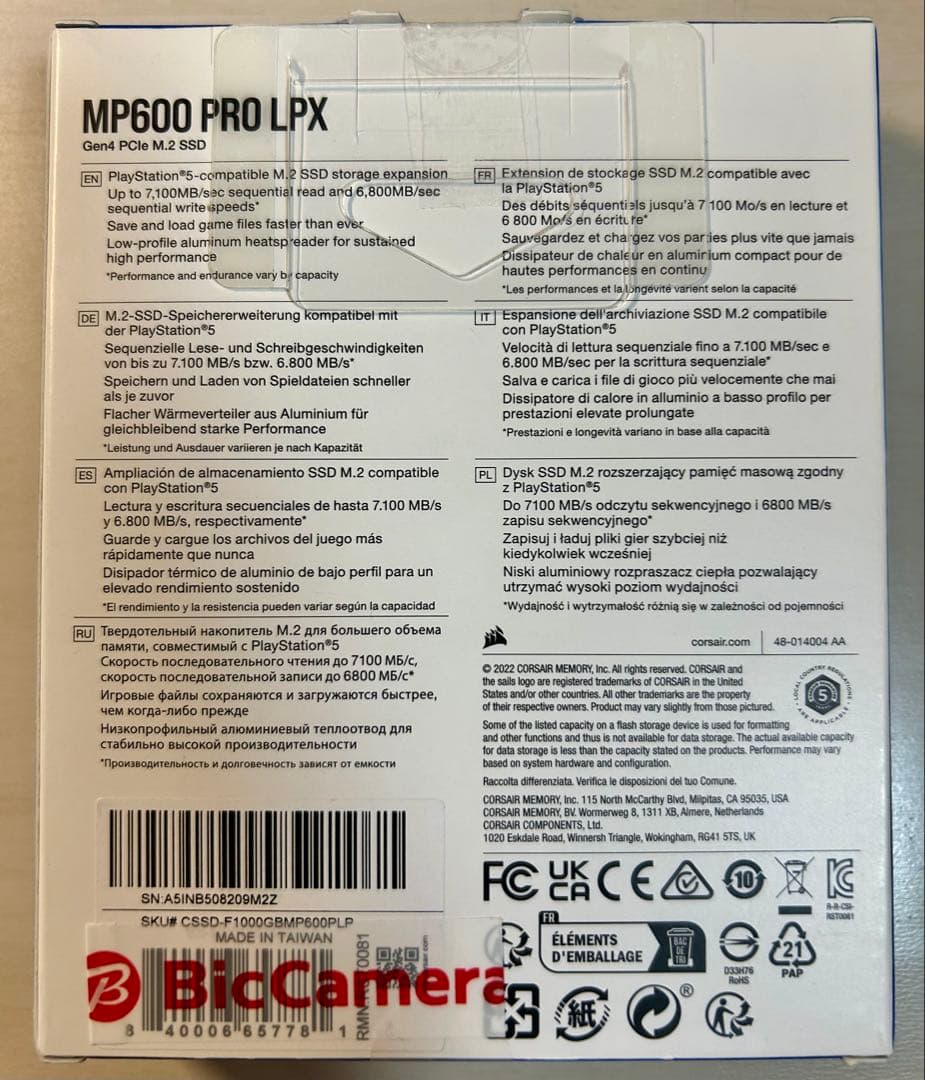 MP600 PRO LPX
Gen4 PCIe M.2 SSD
EN
PlayStation®5-compatible M.2 SSD storage expansion
Up to 7,100MB/sec sequential read and 6,800MB/sec
sequential write speeds*
Save and load game files faster than ever
Low-profile aluminum heatspreader for sustained
high performance
*Performance and endurance vary by capacity
FR
Extension de stockage SSD M.2 compatible avec
la PlayStation®5
Des débits séquentiels jusqu'à 7 100 Mo/s en lecture et
6 800 Mo/s en écriture*
Sauvegardez et chargez vos parties plus vite que jamais
Dissipateur de chaleur en aluminium compact pour de
hautes performances en continu
*Les performances et la longévité varient selon la capacité
DE
M.2-SSD-Speichererweiterung kompatibel mit
der PlayStation®5
Sequenzielle Lese- und Schreibgeschwindigkeiten
von bis zu 7.100 MB/s bzw. 6.800 MB/s*
Speichern und Laden von Spieldateien schneller
als je zuvor
Flacher Wärmeverteiler aus Aluminium für
gleichbleibend starke Performance
*Leistung und Ausdauer variieren je nach Kapazität
IT
Espansione dell'archiviazione SSD M.2 compatibile
con PlayStation®5
Velocità di lettura sequenziale fino a 7.100 MB/sec e
6.800 MB/sec per la scrittura sequenziale*
Salva e carica i file di gioco più velocemente che mai
Dissipatore di calore in alluminio a basso profilo per
prestazioni elevate prolungate
*Prestazioni e longevità variano in base alla capacità
ES
Ampliación de almacenamiento SSD M.2 compatible
con PlayStation®5
Lectura y escritura secuenciales de hasta 7.100 MB/s
y 6.800 MB/s, respectivamente*
Guarde y cargue los archivos del juego más
rápidamente que nunca
Disipador térmico de aluminio de bajo perfil para un
elevado rendimiento sostenido
*El rendimiento y la resistencia pueden variar según la capacidad
PL
Dysk SSD M.2 rozszerzający pamięć masową zgodny
z PlayStation®5
Do 7100 MB/s odczytu sekwencyjnego i 6800 MB/s
zapisu sekwencyjnego*
Zapisuj i ładuj pliki gier szybciej niż
kiedykolwiek wcześniej
Niski aluminiowy rozpraszacz ciepła pozwalający
utrzymać wysoki poziom wydajności
*Wydajność i wytrzymałość różnią się w zależności od pojemności
RU
Твердотельный накопитель M.2 для большего объема
памяти, совместимый с PlayStation®5
Скорость последовательного чтения до 7100 МБ/с,
скорость последовательной записи до 6800 МБ/с*
Игровые файлы сохраняются и загружаются быстрее,
чем когда-либо прежде
Низкопрофильный алюминиевый теплоотвод для
стабильно высокой производительности
*Производительность и долговечность зависят от емкости
corsair.com
48-014004 AA
© 2022 CORSAIR MEMORY, Inc. All rights reserved. CORSAIR and
the sails logo are registered trademarks of CORSAIR in the United
States and/or other countries. All other trademarks are the property
of their respective owners. Product may vary slightly from those pictured.
LOCAL COUNTRY REGULATIONS
ARE APPLICABLE
5
Some of the listed capacity on a flash storage device is used for formatting
and other functions and thus is not available for data storage. The actual available capacity
for data storage is less than the capacity stated on the products. Performance may vary
based on system hardware and configuration.
Raccolta differenziata. Verifica le disposizioni del tuo Comune.
CORSAIR MEMORY, Inc. 115 North McCarthy Blvd, Milpitas, CA 95035, USA
CORSAIR MEMORY, BV. Wormerweg 8, 1311 XB, Almere, Netherlands
CORSAIR COMPONENTS, Ltd.
1020 Eskdale Road, Winnersh Triangle, Wokingham, RG41 5TS, UK
SN:A5INB508209M2Z
SKU# CSSD-F1000GBMP600PLP
MADE IN TAIWAN
BicCamera
8 40006 65778 1
FC
UK
CA
CE
10
R-R-CSI-
RST0081
FR
ÉLÉMENTS
D'EMBALLAGE
BAC
DE
TRI
D33H76
RoHS
21
PAP
紙
®